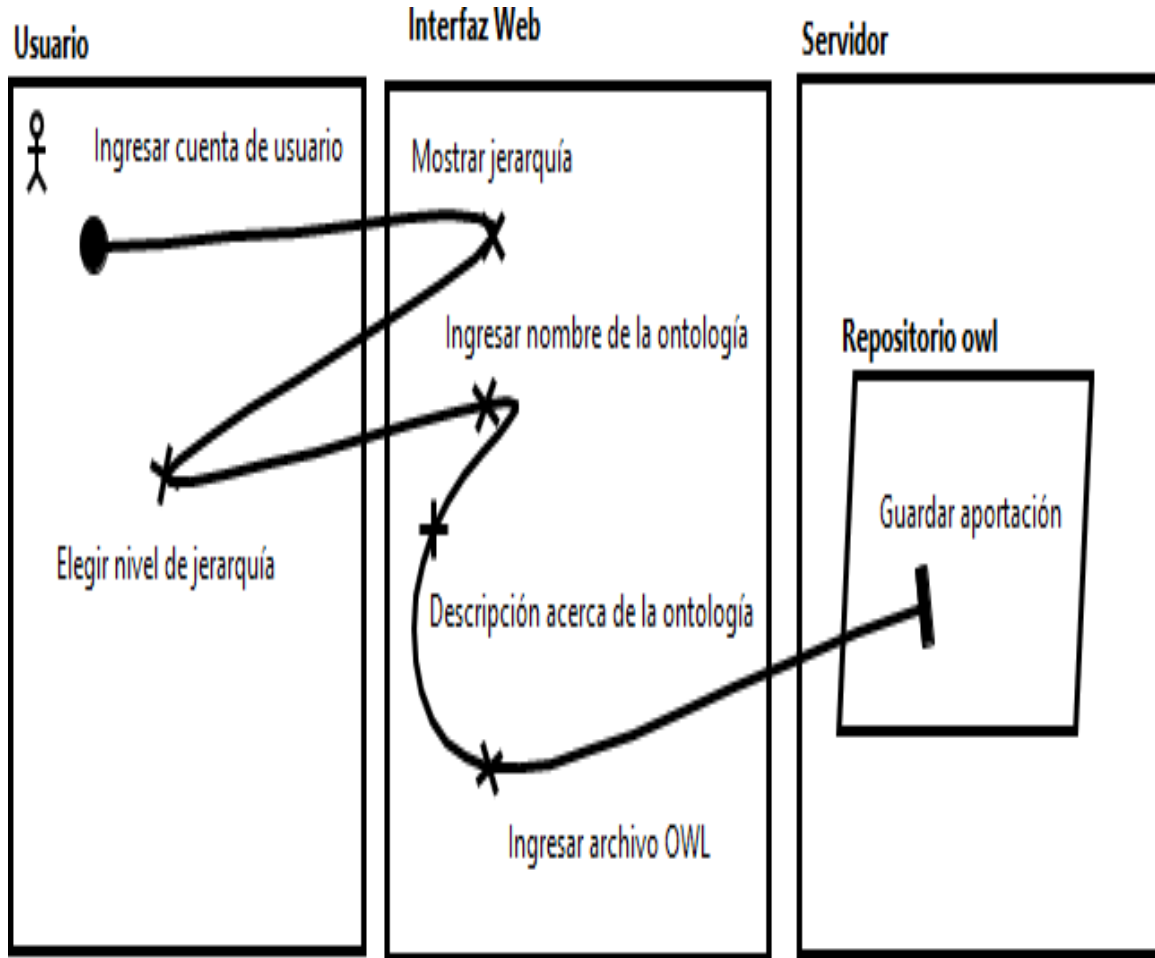 Usuario
Interfaz Web
Servidor
Ingresar cuenta de usuario
Mostrar jerarquía
Ingresar nombre de la ontología
Repositorio owl
Guardar aportación
Elegir nivel de jerarquía
Descripción acerca de la ontología
Ingresar archivo OWL